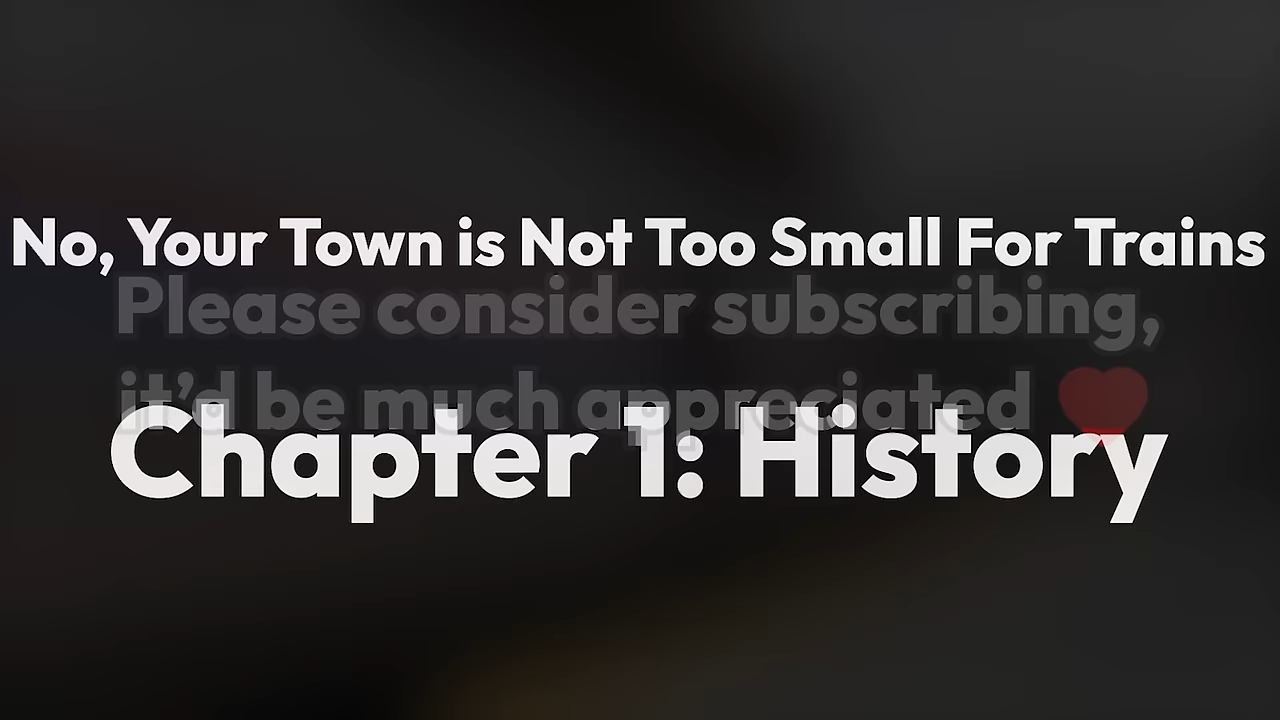 No, Your Town is Not Too Small For Trains
Please consider subscribing,
it’d be much appreciated ❤
Chapter 1: History